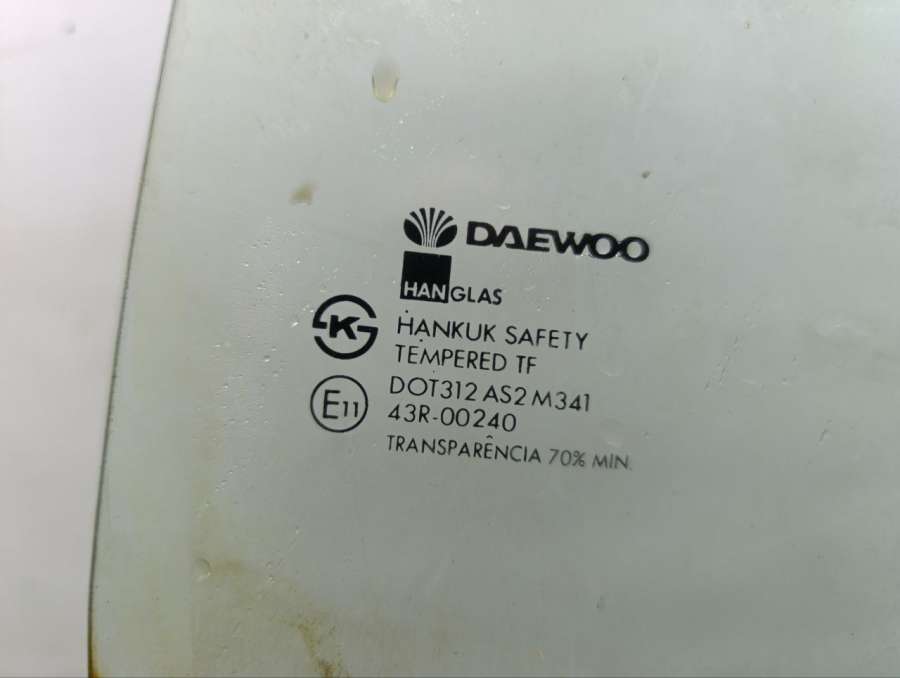 DAEWOO
HANGLAS
K HANKUK SAFETY
TEMPERED TF
DOT312 AS2 M341
E11 43R-00240
TRANSPARÊNCIA 70% MIN.